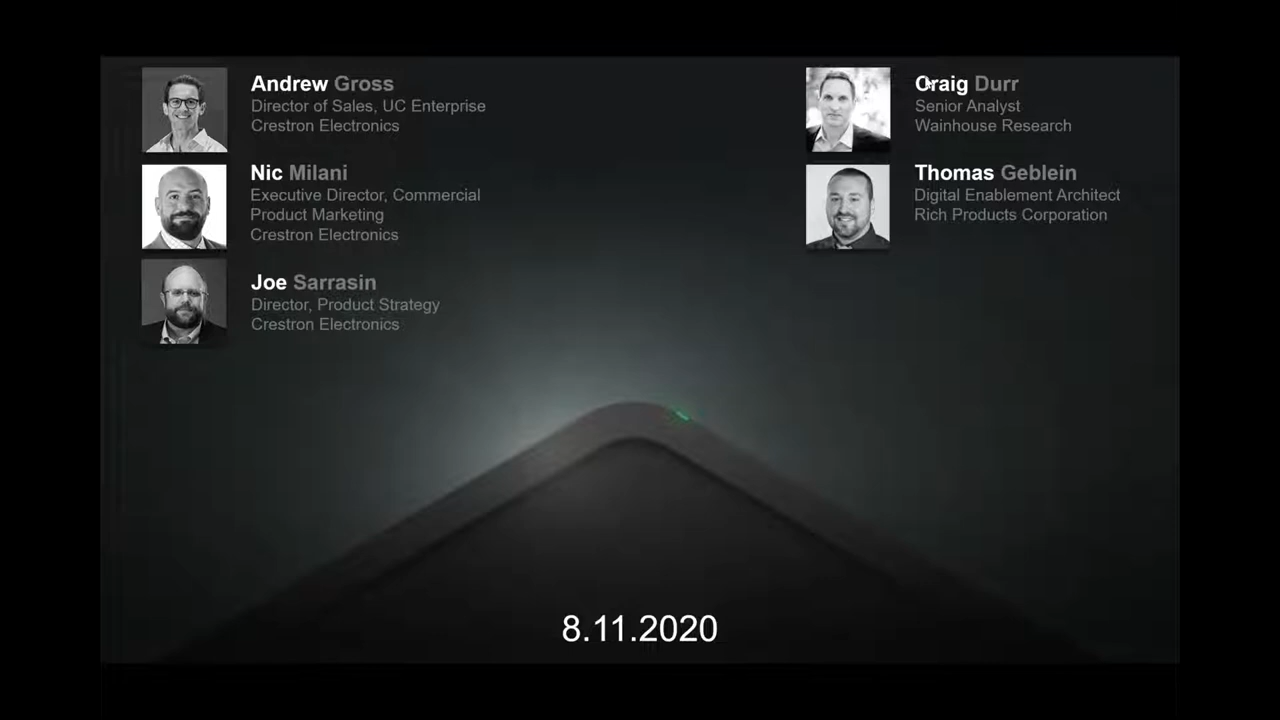 Andrew Gross
Director of Sales, UC Enterprise
Crestron Electronics
Nic Milani
Executive Director, Commercial
Product Marketing
Crestron Electronics
Joe Sarrasin
Director, Product Strategy
Crestron Electronics
Craig Durr
Senior Analyst
Wainhouse Research
Thomas Geblein
Digital Enablement Architect
Rich Products Corporation
8.11.2020